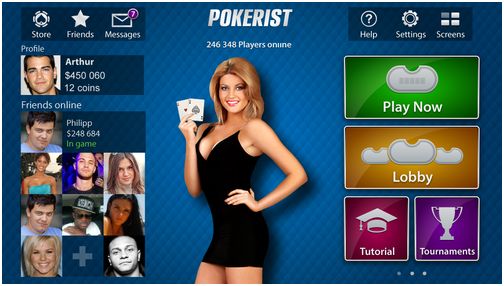 Store
Friends
Messages
7
POKERIST
246 348 Players online
Help
Settings
Screens
Profile
Arthur
$450 060
12 coins
Friends online
Philipp
$248 684
In game
Play Now
Lobby
Tutorial
Tournaments